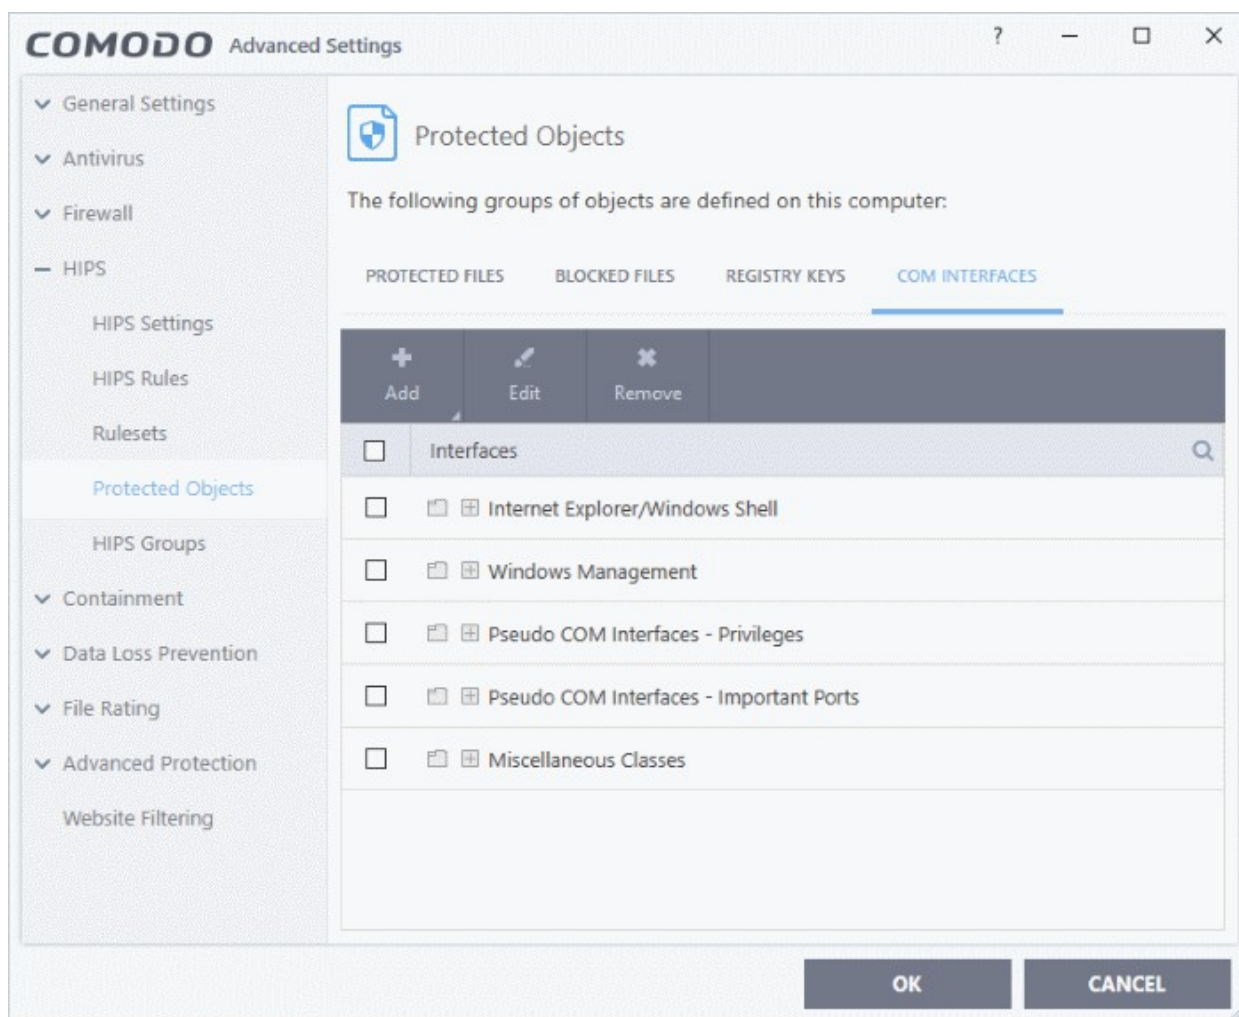 COMODO Advanced Settings ?
General Settings
Antivirus
Firewall
HIPS
HIPS Settings
HIPS Rules
Rulesets
Protected Objects
HIPS Groups
Containment
Data Loss Prevention
File Rating
Advanced Protection
Website Filtering
Protected Objects
The following groups of objects are defined on this computer:
PROTECTED FILES BLOCKED FILES REGISTRY KEYS COM INTERFACES
Add Edit Remove
Interfaces
Internet Explorer/Windows Shell
Windows Management
Pseudo COM Interfaces - Privileges
Pseudo COM Interfaces - Important Ports
Miscellaneous Classes
OK CANCEL